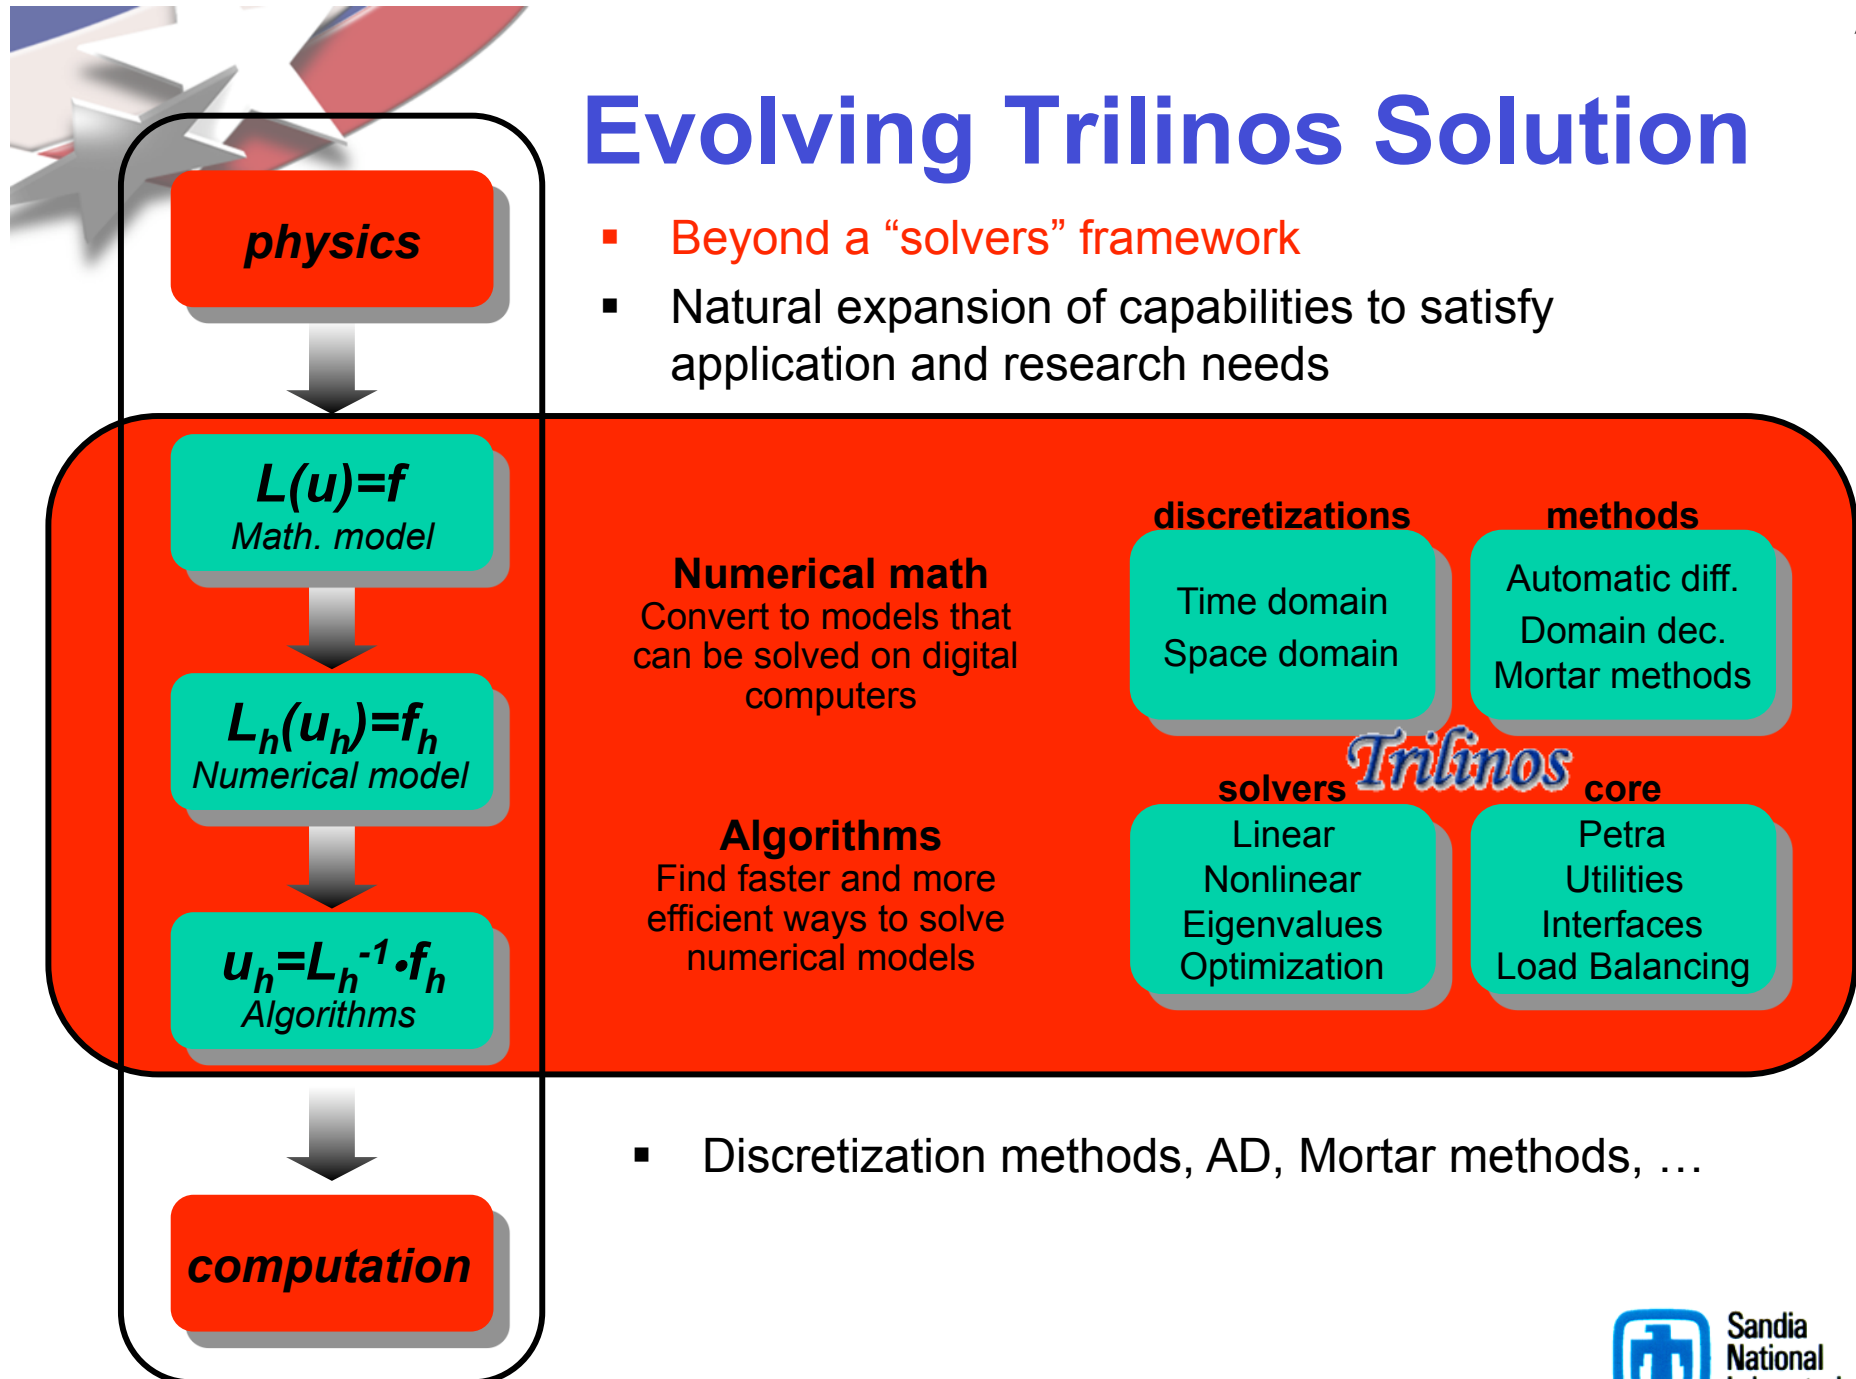 Evolving Trilinos Solution
physics
▪ Beyond a “solvers” framework
▪ Natural expansion of capabilities to satisfy
application and research needs
L(u)=f
Math. model
Lh(uh)=fh
Numerical model
uh=Lh-1•fh
Algorithms
Numerical math
Convert to models that
can be solved on digital
computers
Algorithms
Find faster and more
efficient ways to solve
numerical models
discretizations
Time domain
Space domain
methods
Automatic diff.
Domain dec.
Mortar methods
Trilinos
solvers
Linear
Nonlinear
Eigenvalues
Optimization
core
Petra
Utilities
Interfaces
Load Balancing
▪ Discretization methods, AD, Mortar methods, …
computation
Sandia
National